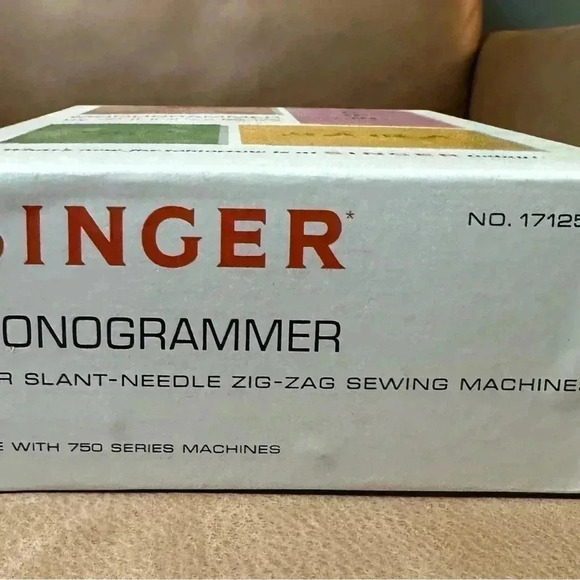 SINGER*
NO. 17125
ONOGRAMMER
R SLANT-NEEDLE ZIG-ZAG SEWING MACHINES
E WITH 750 SERIES MACHINES